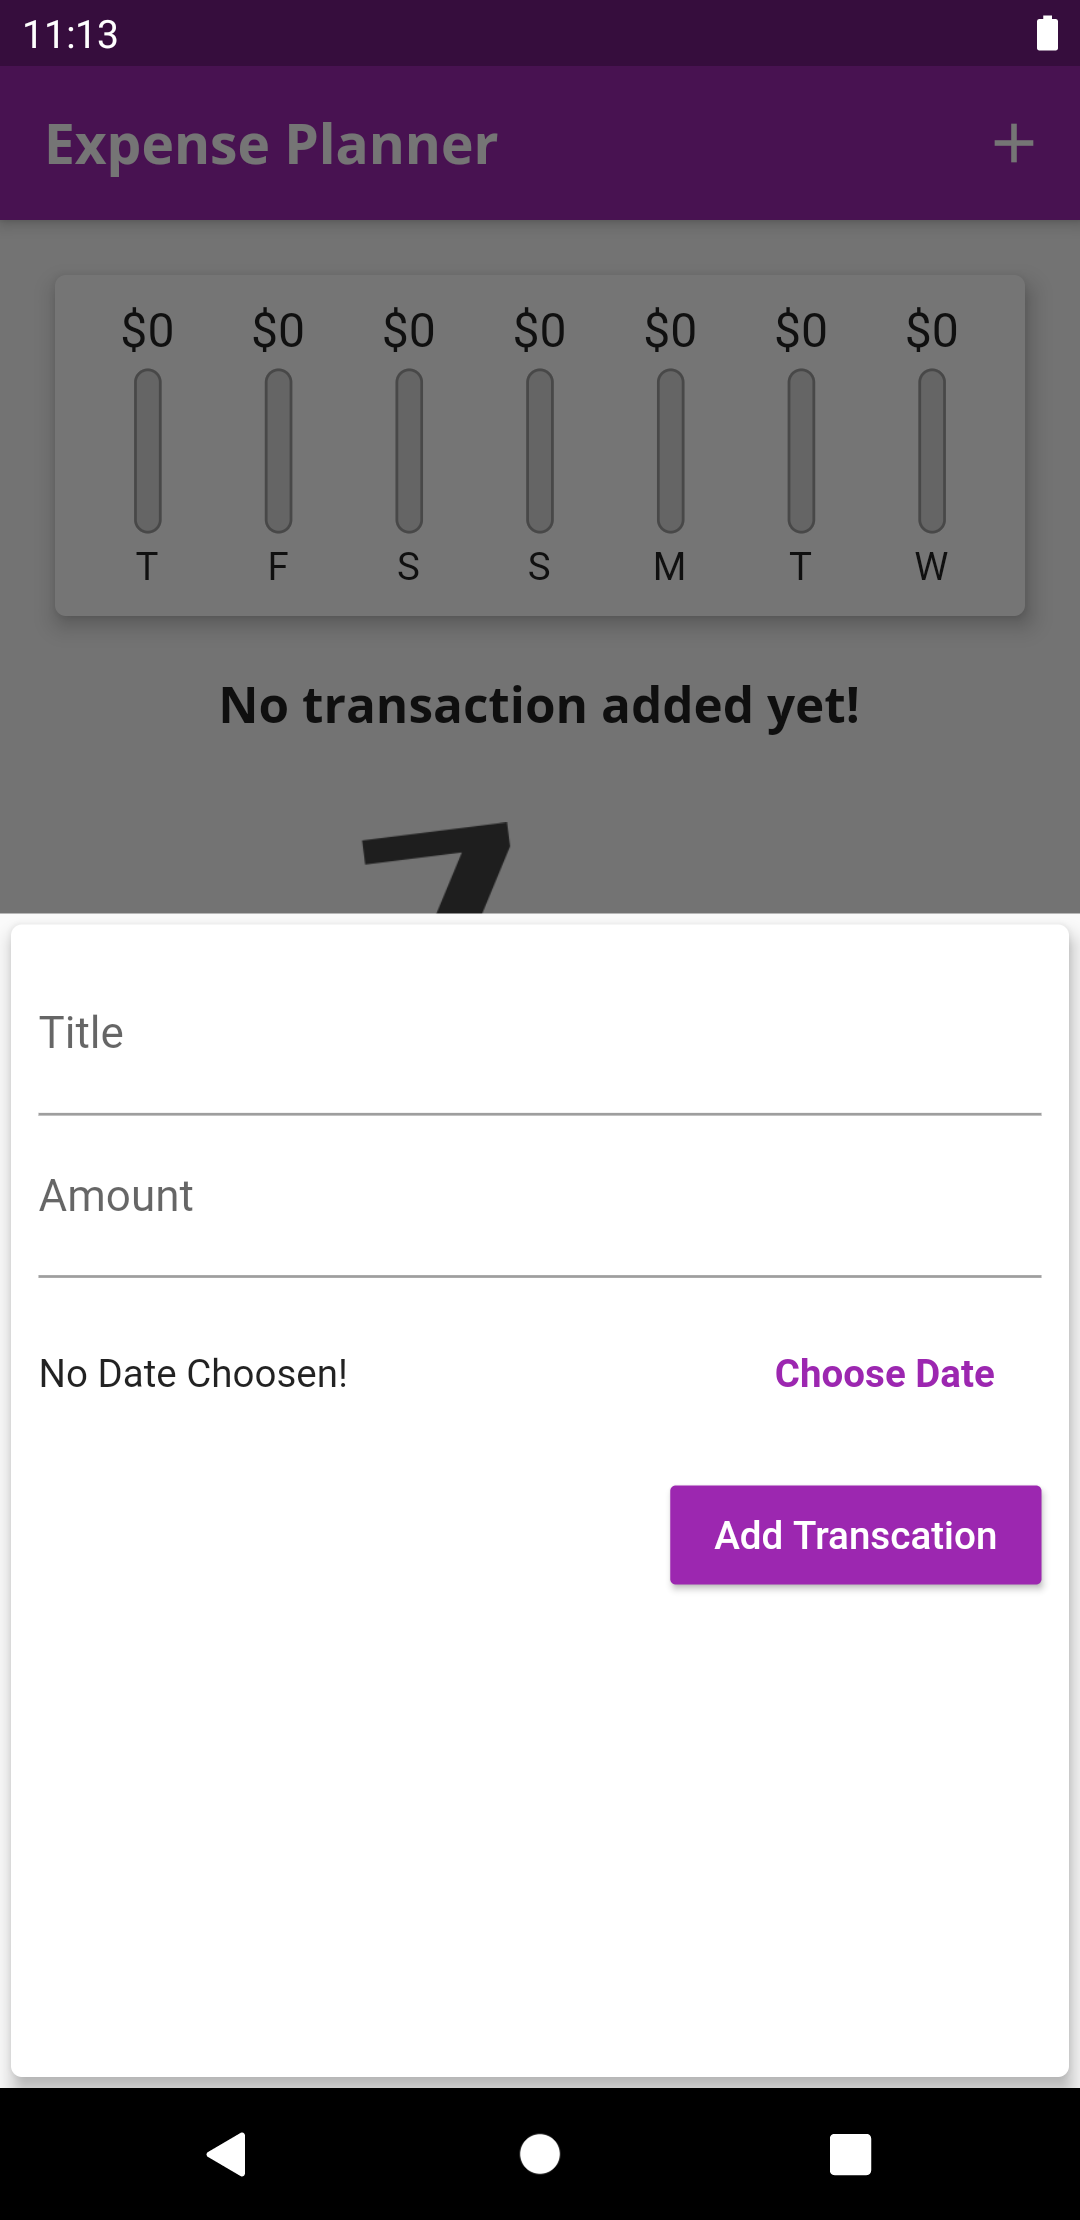 11:13
Expense Planner
$0 $0 $0 $0 $0 $0 $0
T F S S M T W
No transaction added yet!
Title
Amount
No Date Choosen! Choose Date
Add Transcation